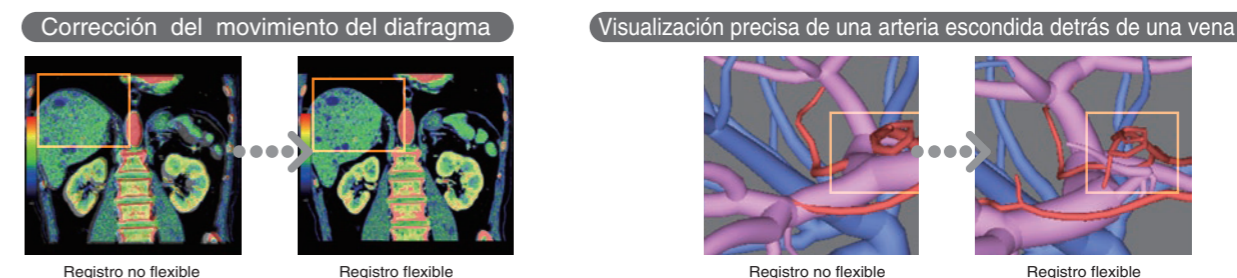 Corrección del movimiento del diafragma
Visualización precisa de una arteria escondida detrás de una vena
Registro no flexible
Registro flexible
Registro no flexible
Registro flexible